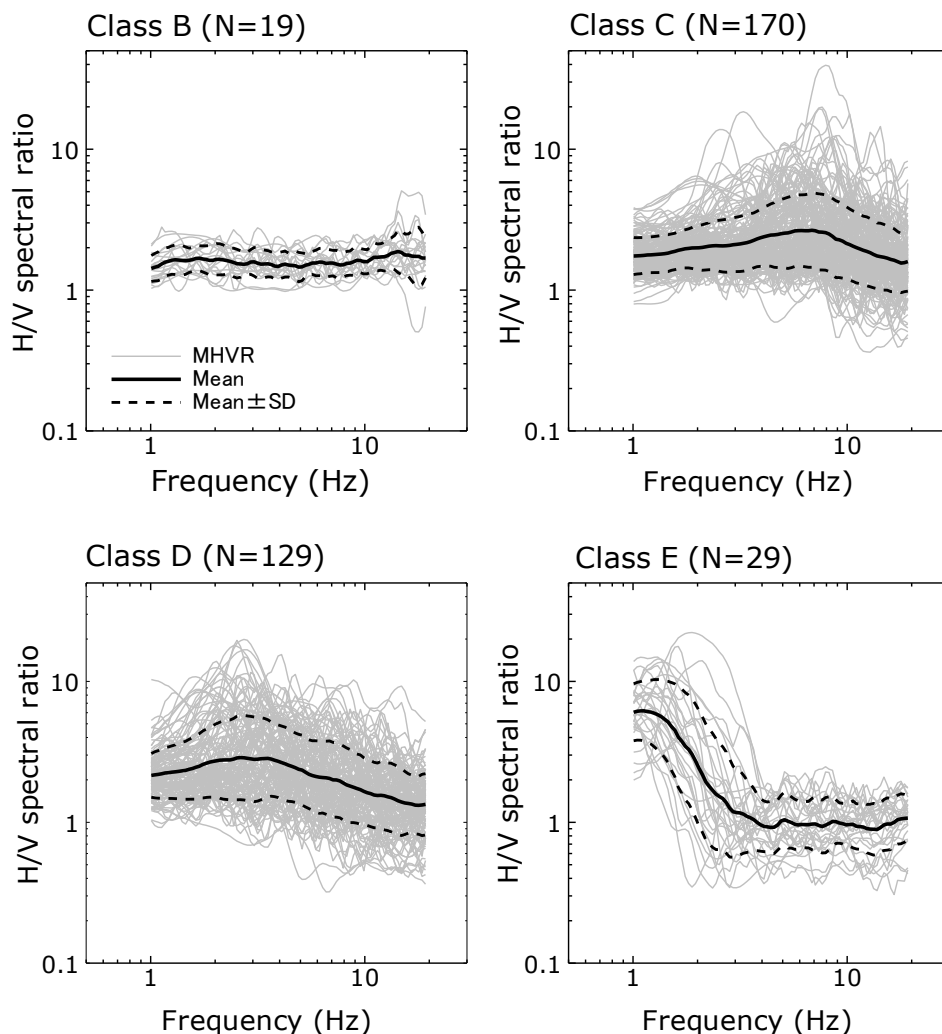 Class B (N=19)
H/V spectral ratio
10
1
0.1
MHVR
Mean
Mean±SD
1
10
Frequency (Hz)
Class C (N=170)
H/V spectral ratio
10
1
0.1
1
10
Frequency (Hz)
Class D (N=129)
H/V spectral ratio
10
1
0.1
1
10
Frequency (Hz)
Class E (N=29)
H/V spectral ratio
10
1
0.1
1
10
Frequency (Hz)